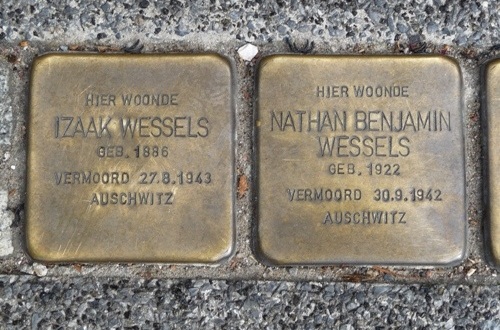 HIER WOONDE
IZAAK WESSELS
GEB. 1886
VERMOORD 27.8.1943
AUSCHWITZ
HIER WOONDE
NATHAN BENJAMIN
WESSELS
GEB. 1922
VERMOORD 30.9.1942
AUSCHWITZ